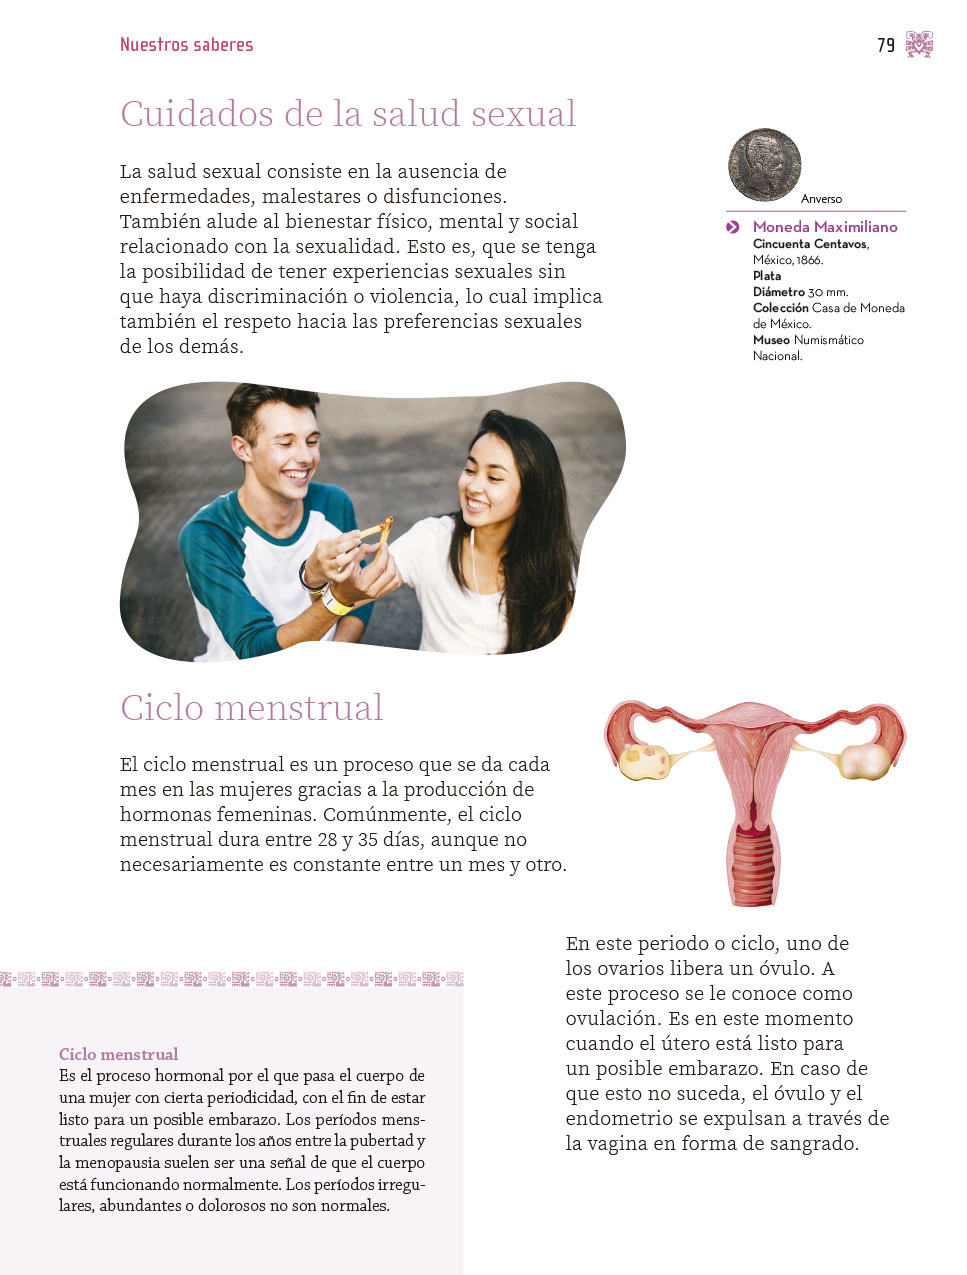 Nuestros saberes
79
Cuidados de la salud sexual
La salud sexual consiste en la ausencia de
enfermedades, malestares o disfunciones.
También alude al bienestar físico, mental y social
relacionado con la sexualidad. Esto es, que se tenga
la posibilidad de tener experiencias sexuales sin
que haya discriminación o violencia, lo cual implica
también el respeto hacia las preferencias sexuales
de los demás.
Anverso
Moneda Maximiliano
Cincuenta Centavos,
México, 1866.
Plata
Diámetro 30 mm.
Colección Casa de Moneda
de México.
Museo Numismático
Nacional.
Ciclo menstrual
El ciclo menstrual es un proceso que se da cada
mes en las mujeres gracias a la producción de
hormonas femeninas. Comúnmente, el ciclo
menstrual dura entre 28 y 35 días, aunque no
necesariamente es constante entre un mes y otro.
En este periodo o ciclo, uno de
los ovarios libera un óvulo. A
este proceso se le conoce como
ovulación. Es en este momento
cuando el útero está listo para
un posible embarazo. En caso de
que esto no suceda, el óvulo y el
endometrio se expulsan a través de
la vagina en forma de sangrado.
Ciclo menstrual
Es el proceso hormonal por el que pasa el cuerpo de
una mujer con cierta periodicidad, con el fin de estar
listo para un posible embarazo. Los períodos mens-
truales regulares durante los años entre la pubertad y
la menopausia suelen ser una señal de que el cuerpo
está funcionando normalmente. Los períodos irregu-
lares, abundantes o dolorosos no son normales.